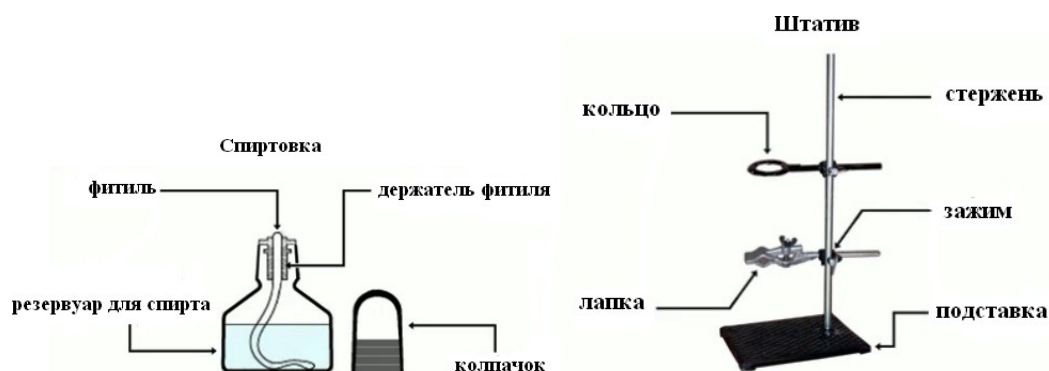 Спиртовка
фитиль
держатель фитиля
резервуар для спирта
колпачок
Штатив
кольцо
стержень
зажим
лапка
подставка